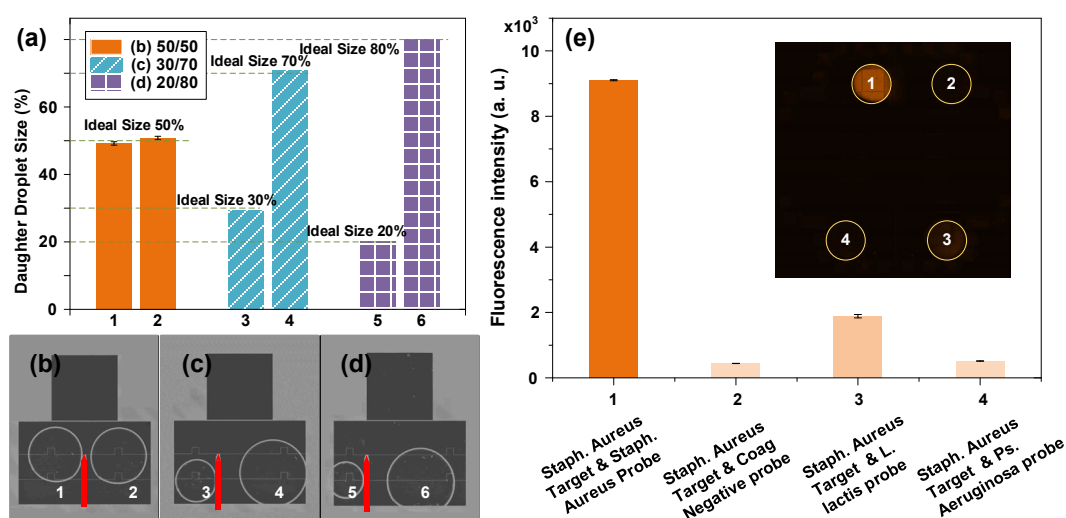 (a)
(b) 50/50
(c) 30/70
(d) 20/80
Ideal Size 80%
Ideal Size 70%
Ideal Size 50%
Ideal Size 30%
Ideal Size 20%
Daughter Droplet Size (%)
80
60
40
20
0
1 2 3 4 5 6
(b)
1 2
(c)
3 4
(d)
5 6
(e)
×10³
10
8
6
4
2
0
Fluorescence intensity (a. u.)
1 2
4 3
1 2 3 4
Staph. Aureus
Target & Staph.
Aureus Probe
Staph. Aureus
Target & Coag
Negative probe
Staph. Aureus
Target & L.
lactis probe
Staph. Aureus
Target & Ps.
Aeruginosa probe